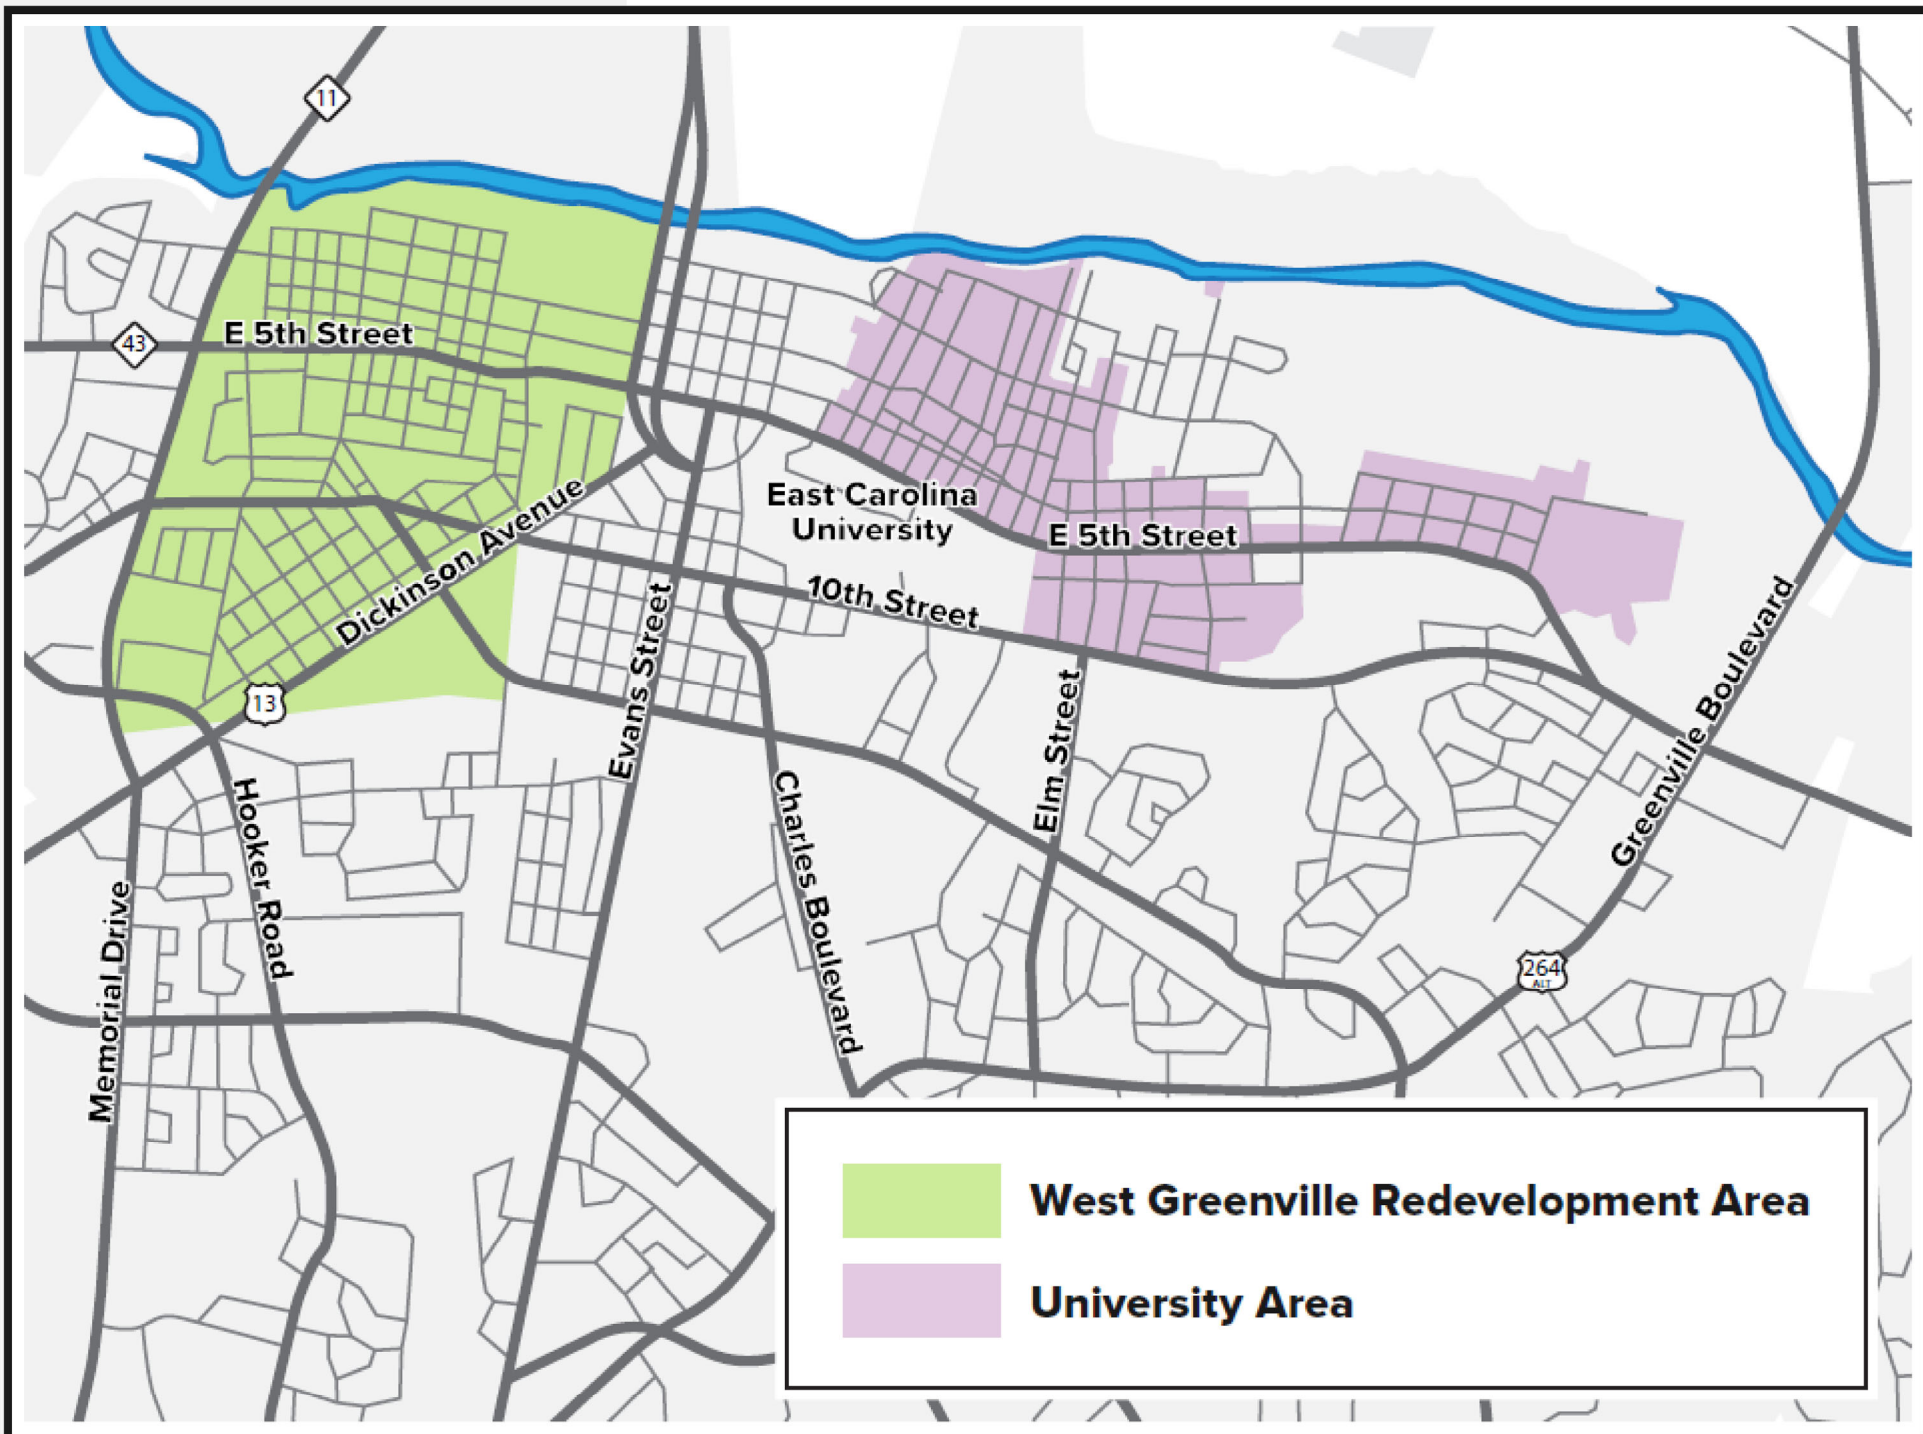 11
43
E 5th Street
Dickinson Avenue
East Carolina
University
E 5th Street
10th Street
13
Evans Street
Elm Street
Greenville Boulevard
Hooker Road
Charles Boulevard
Memorial Drive
264
ALT
West Greenville Redevelopment Area
University Area